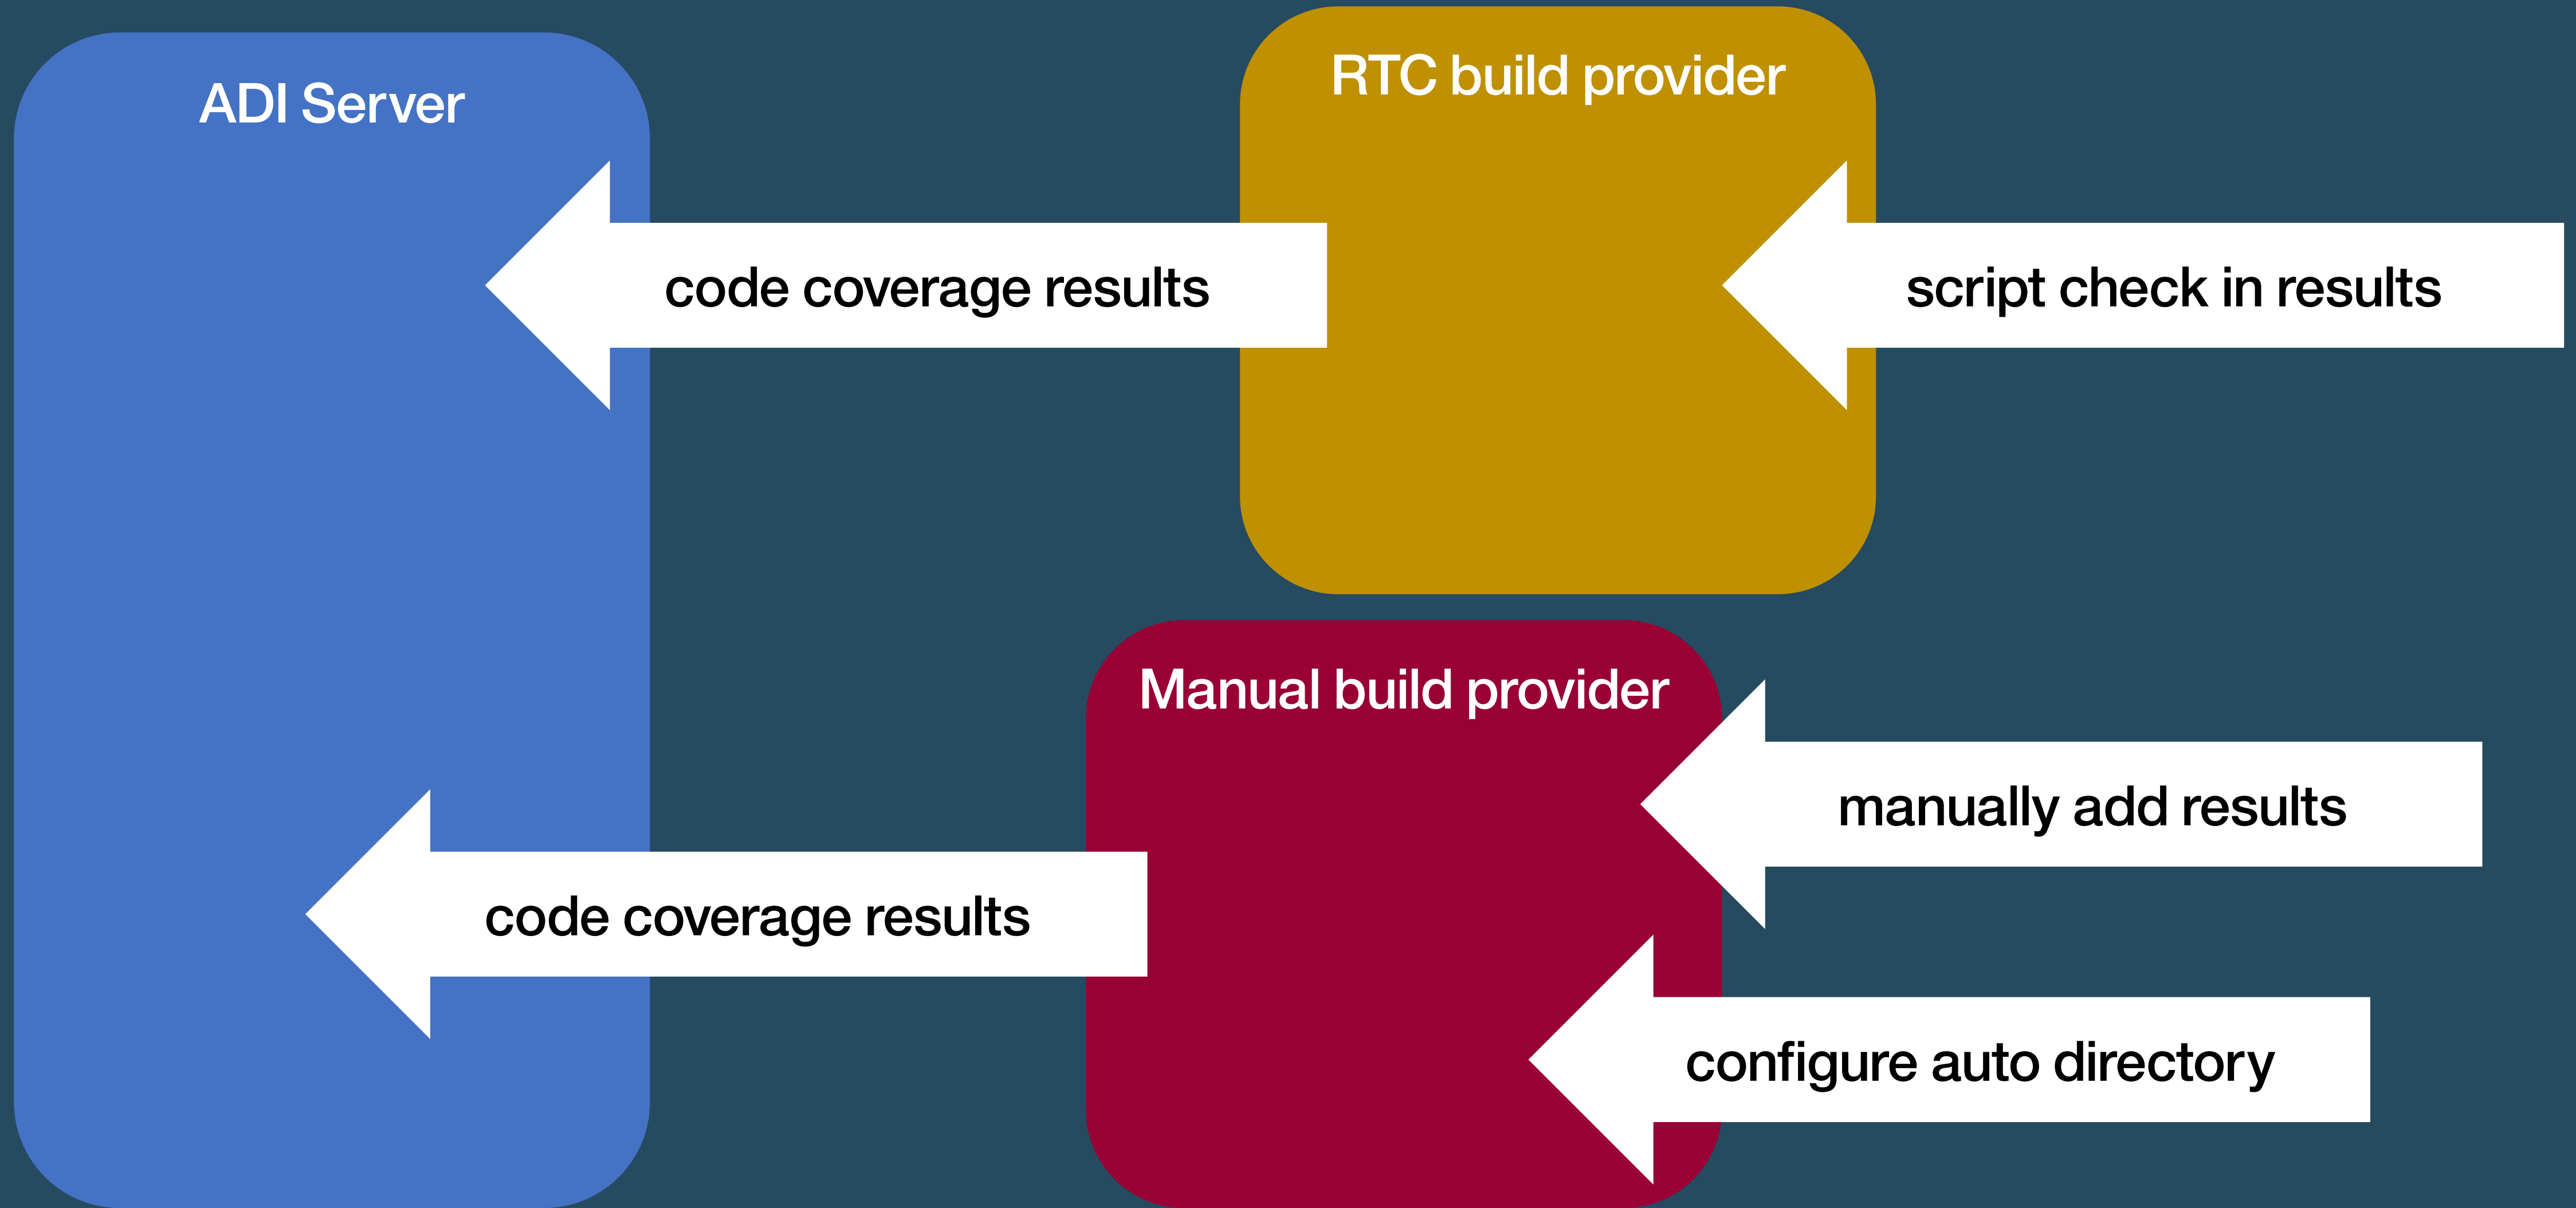 ADI Server
RTC build provider
code coverage results
script check in results
Manual build provider
manually add results
code coverage results
configure auto directory